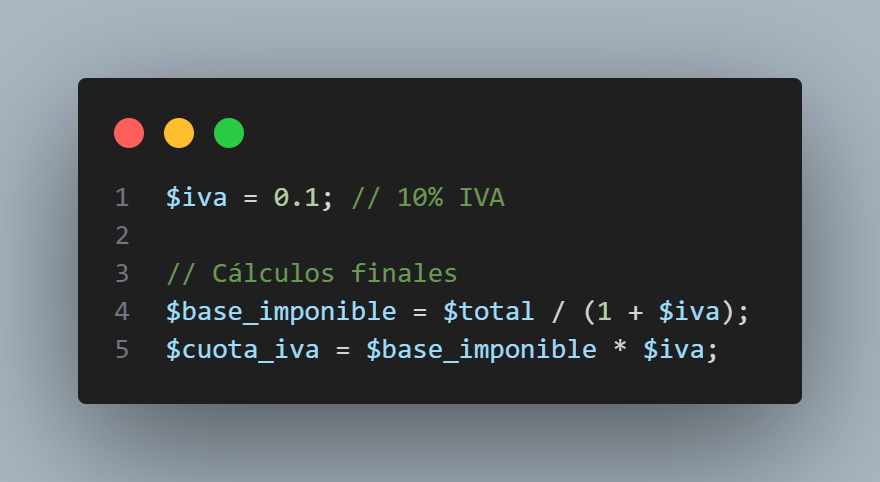 1 $iva = 0.1; // 10% IVA
2
3 // Cálculos finales
4 $base_imponible = $total / (1 + $iva);
5 $cuota_iva = $base_imponible * $iva;